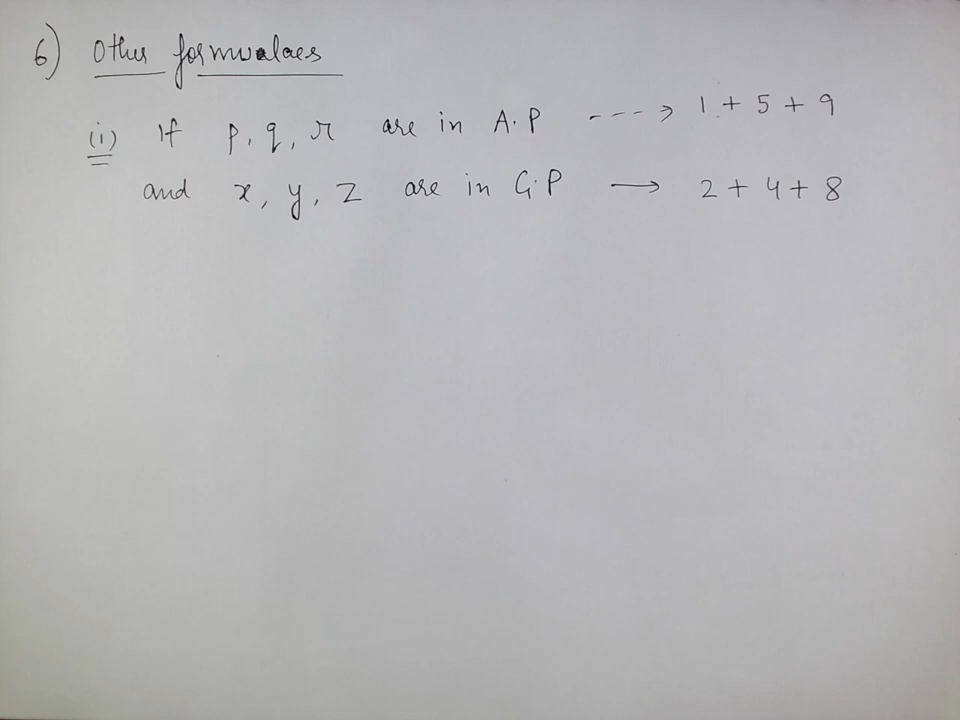 6) Other formulaes
(i) If p, q, r are in A.P ---> 1 + 5 + 9
and x, y, z are in G.P → 2 + 4 + 8